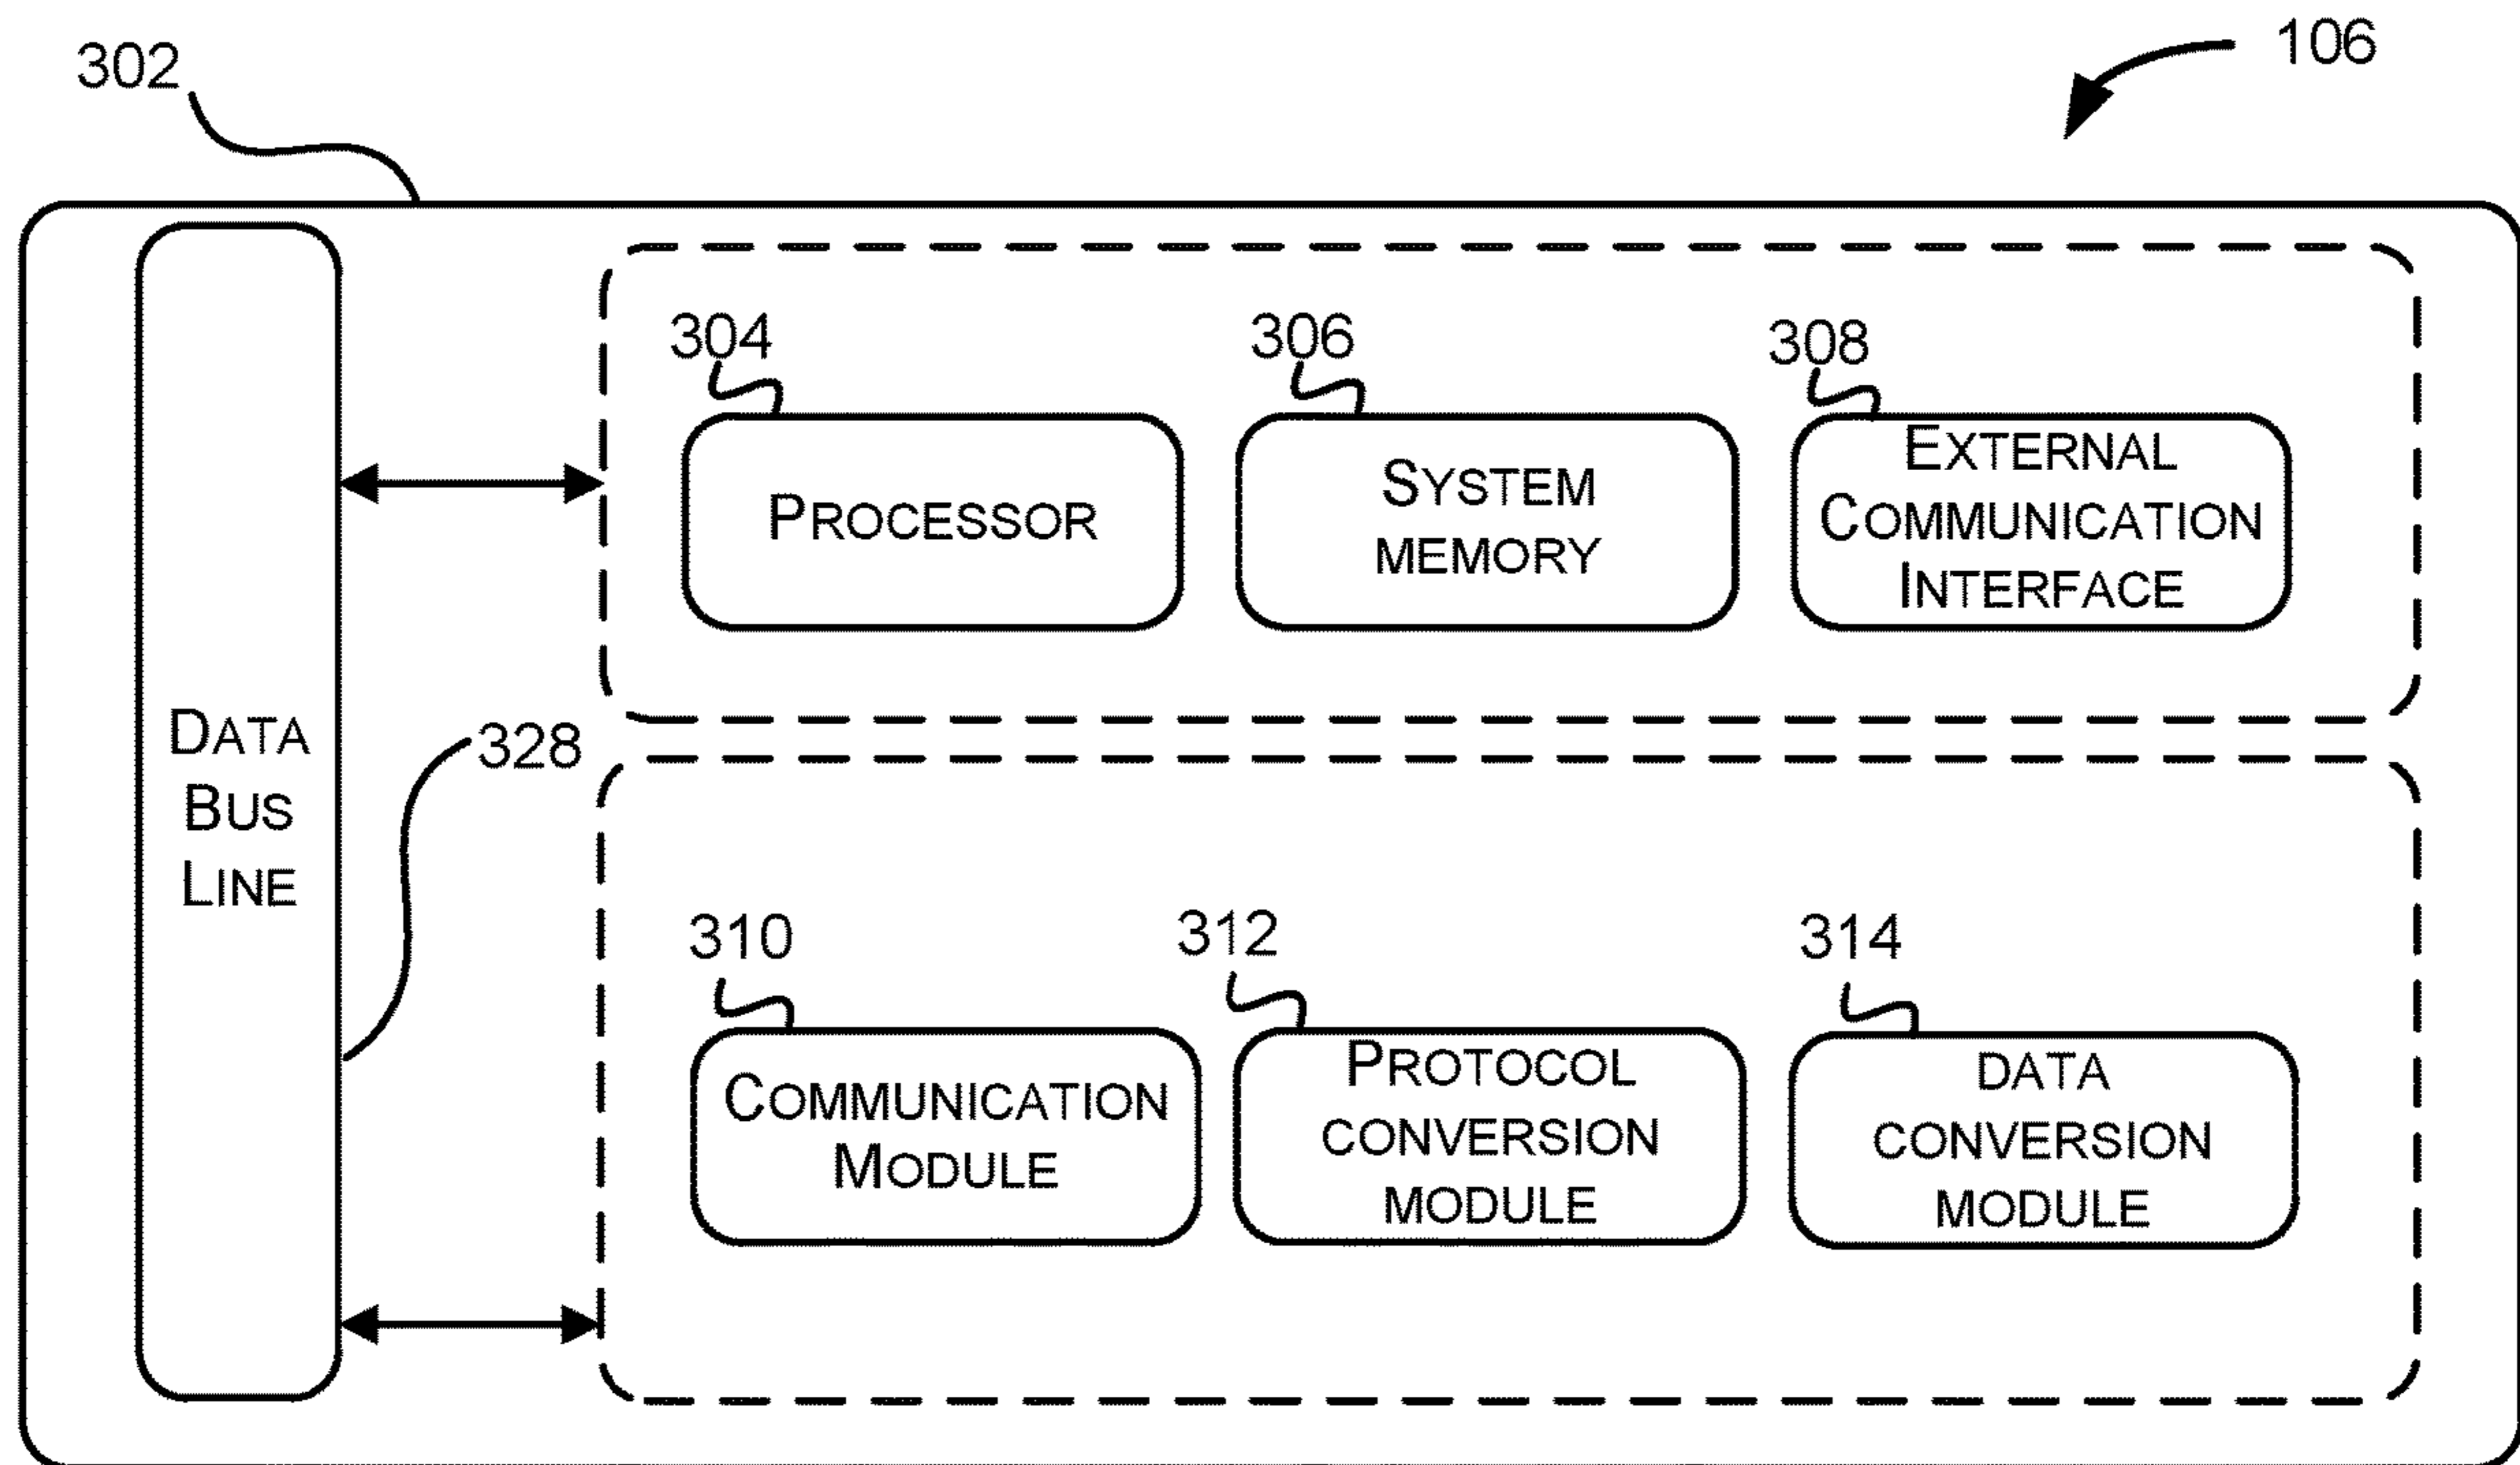 302
106
304
306
308
PROCESSOR
SYSTEM
MEMORY
EXTERNAL
COMMUNICATION
INTERFACE
DATA
BUS
LINE
328
310
312
314
COMMUNICATION
MODULE
PROTOCOL
CONVERSION
MODULE
DATA
CONVERSION
MODULE